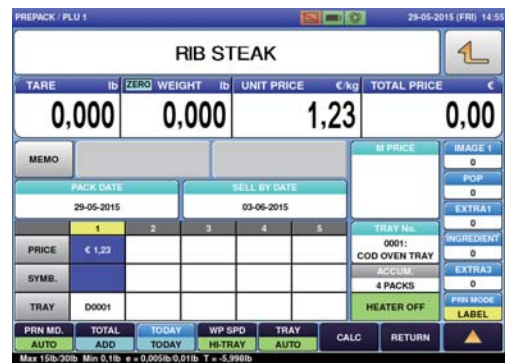 PREPACK / PLU 1 29-05-2015 (FRI) 14:55
RIB STEAK
TARE lb ZERO WEIGHT lb UNIT PRICE €/kg TOTAL PRICE €
0,000 0,000 1,23 0,00
MEMO M PRICE IMAGE 1
0
PACK DATE SELL BY DATE POP
29-05-2015 03-06-2015 0
EXTRA1
1 2 3 4 5 TRAY No. 0
PRICE € 1,23 0001: INGREDIENT
COD OVEN TRAY 0
SYMB. ACCUM. EXTRA3
4 PACKS 0
TRAY D0001 HEATER OFF PRN MODE
LABEL
PRN MD. TOTAL TODAY WP SPD TRAY CALC RETURN
AUTO ADD TODAY HI-TRAY AUTO
Max 15lb/30lb Min 0,1lb e = 0,005lb/0,01lb T = -5,998lb